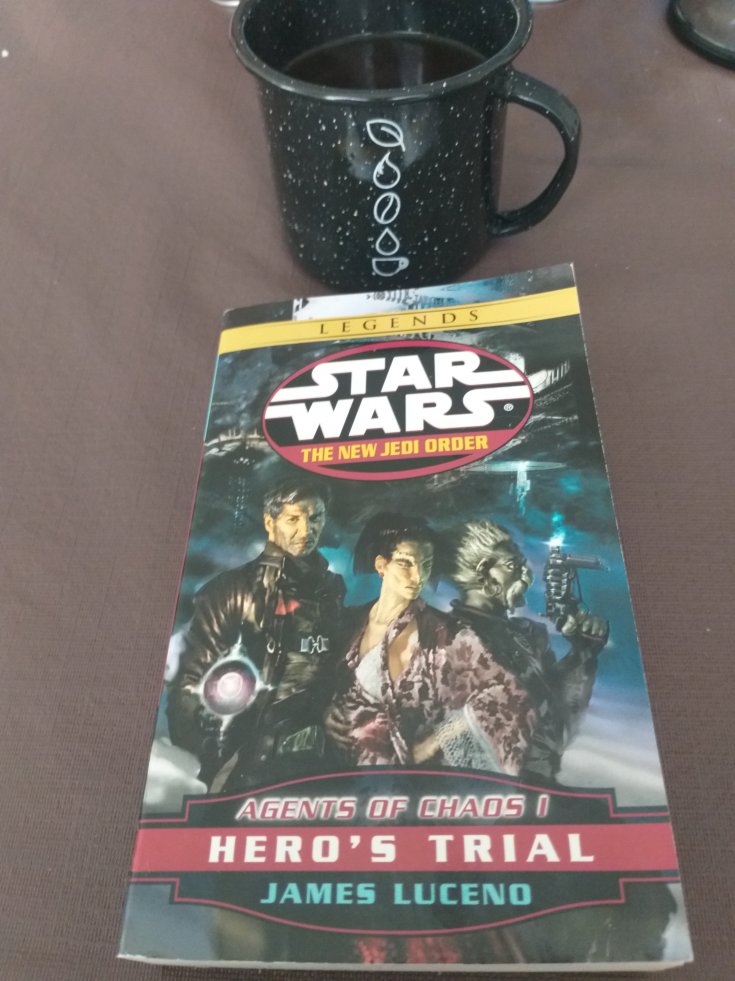 LEGENDS
STAR
WARS®
THE NEW JEDI ORDER
AGENTS OF CHAOS I
HERO'S TRIAL
JAMES LUCENO